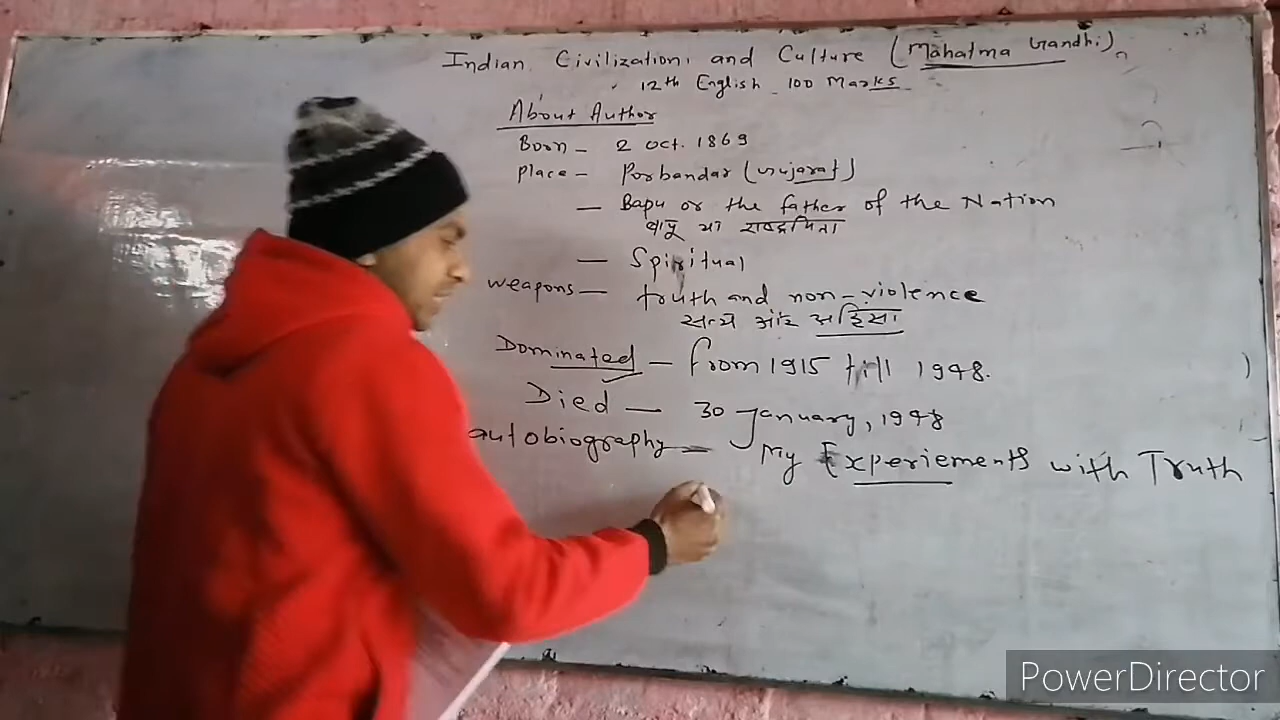 Indian Civilization and Culture (Mahatma Gandhi)
12th English 100 Marks
About Author
Born - 2 oct. 1869
Place - Porbandar (Gujarat)
- Bapu or the father of the Nation
बापू या राष्ट्रपिता
- Spiritual
weapons - truth and non-violence
सत्य और अहिंसा
Dominated - from 1915 till 1948.
Died - 30 January, 1948
autobiography - My Experiements with Truth
PowerDirector